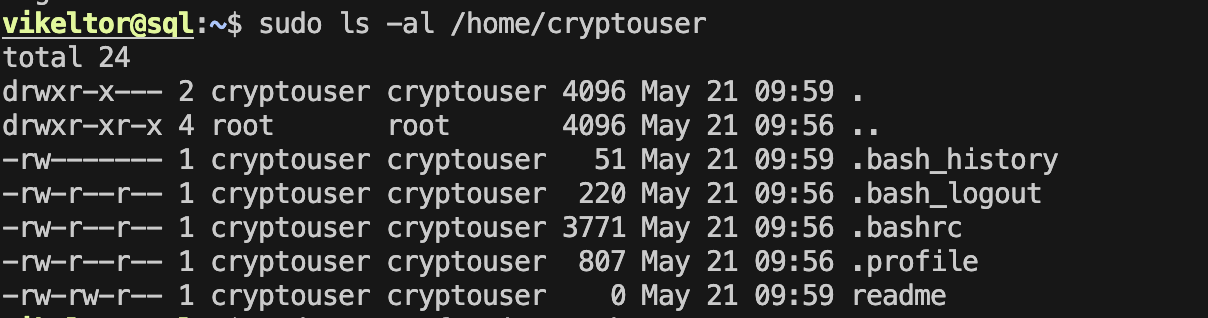 vikeltor@sql:~$ sudo ls -al /home/cryptouser
total 24
drwxr-x--- 2 cryptouser cryptouser 4096 May 21 09:59 .
drwxr-xr-x 4 root       root       4096 May 21 09:56 ..
-rw------- 1 cryptouser cryptouser   51 May 21 09:59 .bash_history
-rw-r--r-- 1 cryptouser cryptouser  220 May 21 09:56 .bash_logout
-rw-r--r-- 1 cryptouser cryptouser 3771 May 21 09:56 .bashrc
-rw-r--r-- 1 cryptouser cryptouser  807 May 21 09:56 .profile
-rw-rw-r-- 1 cryptouser cryptouser    0 May 21 09:59 readme